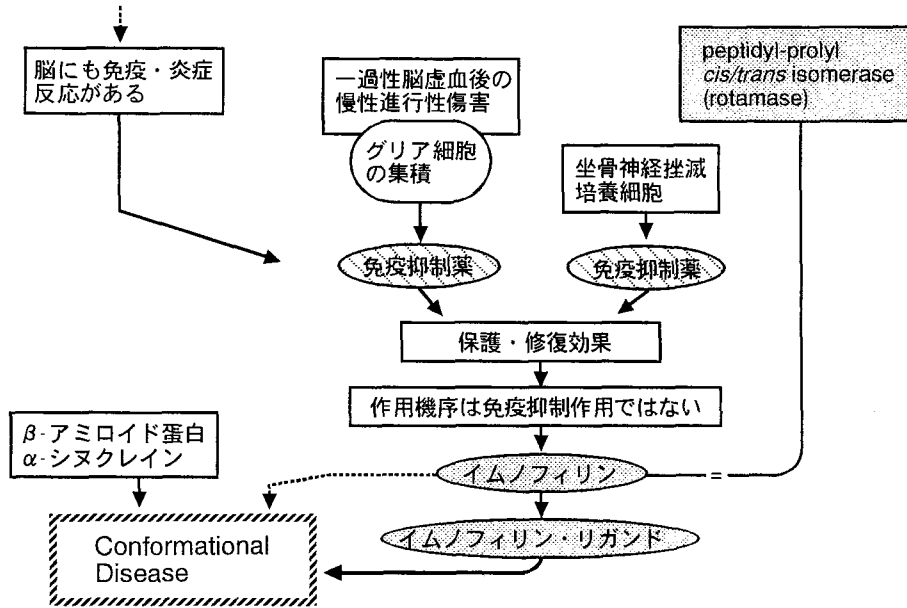 脳にも免疫・炎症
反応がある
一過性脳虚血後の
慢性進行性傷害
グリア細胞
の集積
peptidyl-prolyl
cis/trans isomerase
(rotamase)
坐骨神経挫滅
培養細胞
免疫抑制薬
免疫抑制薬
保護・修復効果
作用機序は免疫抑制作用ではない
β-アミロイド蛋白
α-シヌクレイン
イムノフィリン
=
イムノフィリン・リガンド
Conformational
Disease